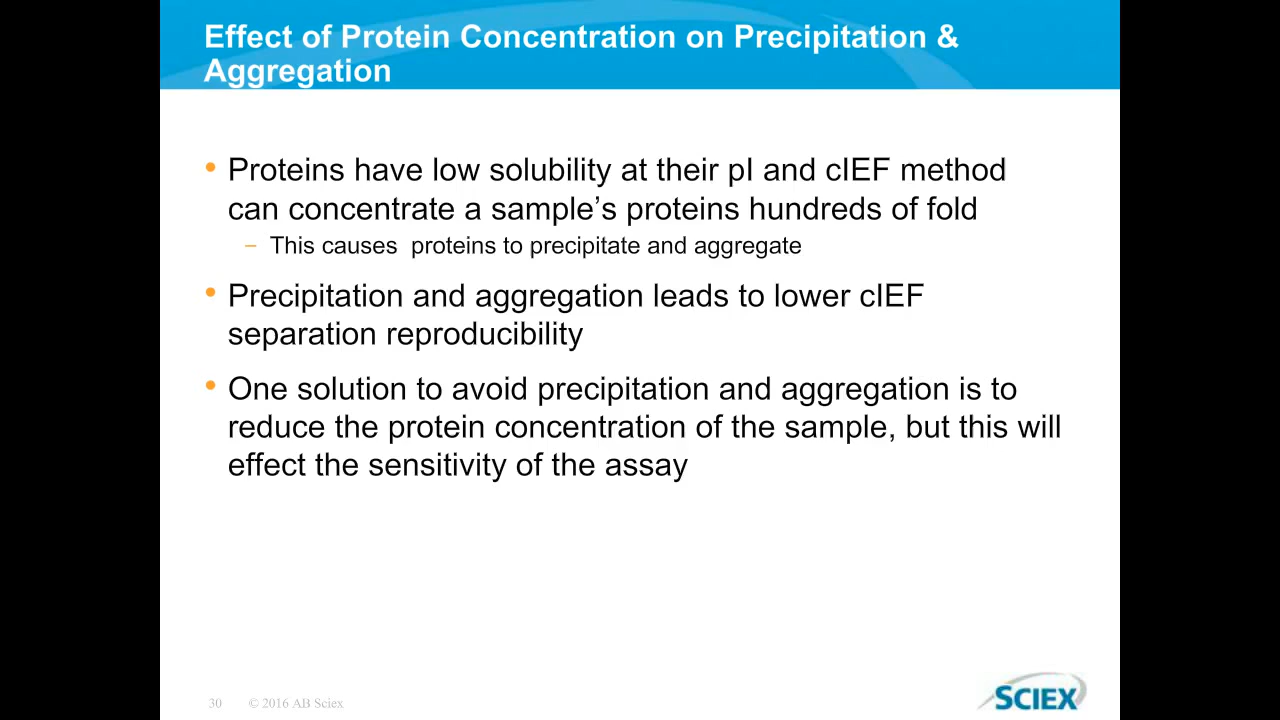 Effect of Protein Concentration on Precipitation &
Aggregation
• Proteins have low solubility at their pI and cIEF method
can concentrate a sample’s proteins hundreds of fold
– This causes  proteins to precipitate and aggregate
• Precipitation and aggregation leads to lower cIEF
separation reproducibility
• One solution to avoid precipitation and aggregation is to
reduce the protein concentration of the sample, but this will
effect the sensitivity of the assay
30 © 2016 AB Sciex
SCIEX